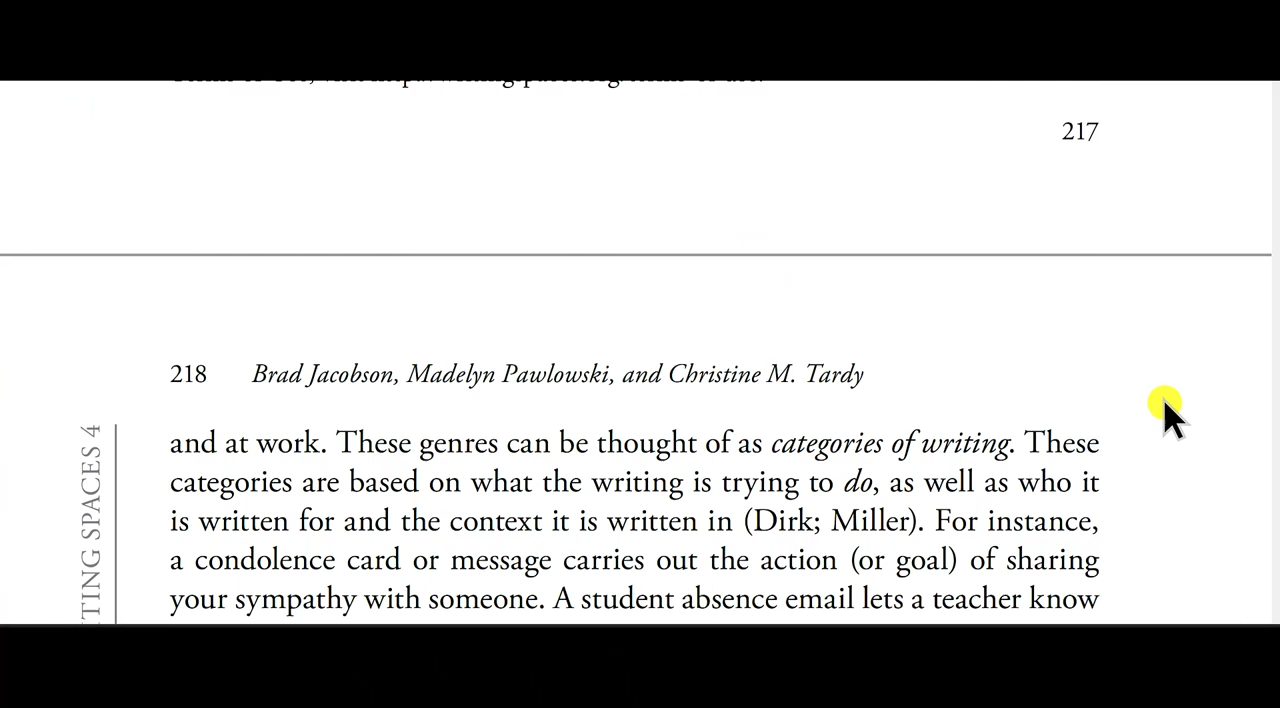 217
218 Brad Jacobson, Madelyn Pawlowski, and Christine M. Tardy
and at work. These genres can be thought of as categories of writing. These
categories are based on what the writing is trying to do, as well as who it
is written for and the context it is written in (Dirk; Miller). For instance,
a condolence card or message carries out the action (or goal) of sharing
your sympathy with someone. A student absence email lets a teacher know
SPACES 4